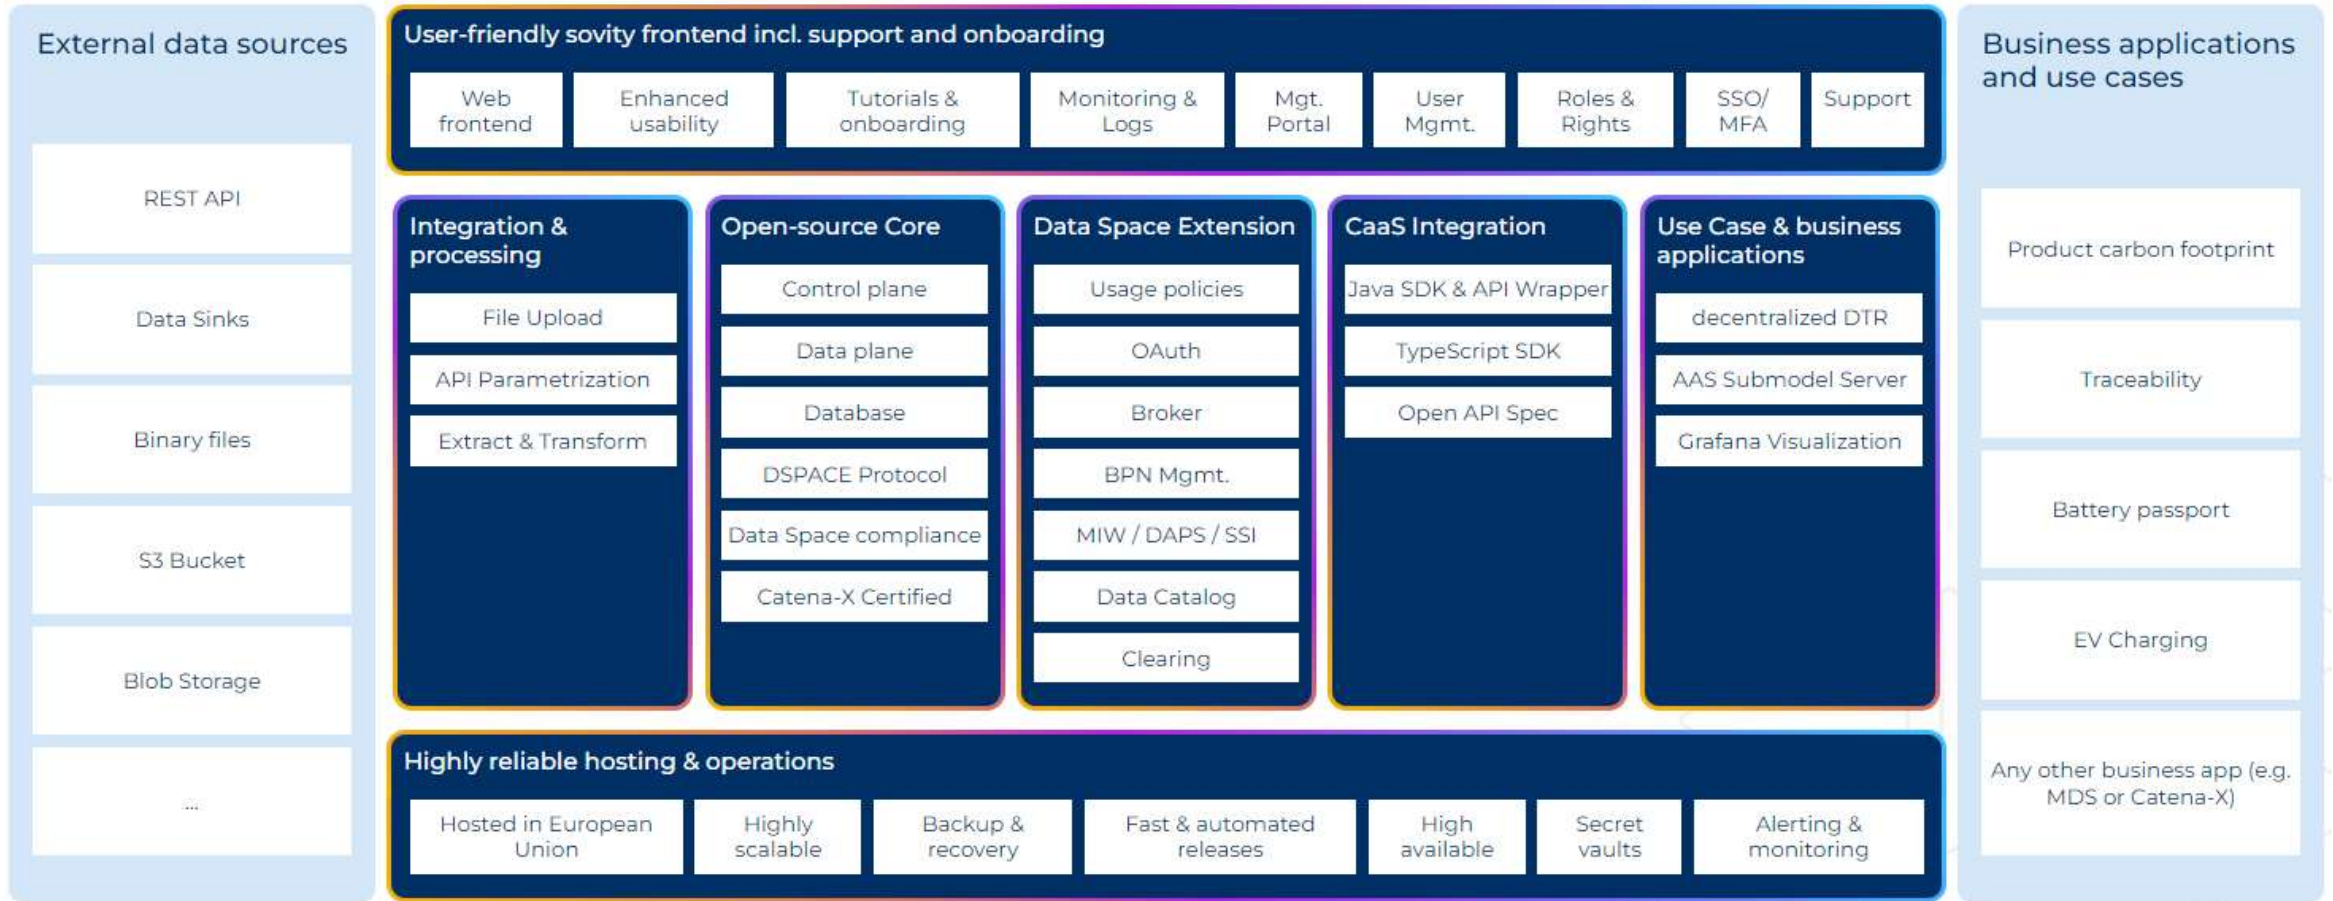 External data sources
REST API
Data Sinks
Binary files
S3 Bucket
Blob Storage
...
User-friendly sovity frontend incl. support and onboarding
Web
frontend
Enhanced
usability
Tutorials &
onboarding
Monitoring &
Logs
Mgt.
Portal
User
Mgmt.
Roles &
Rights
SSO/
MFA
Support
Integration &
processing
File Upload
API Parametrization
Extract & Transform
Open-source Core
Control plane
Data plane
Database
DSPACE Protocol
Data Space compliance
Catena-X Certified
Data Space Extension
Usage policies
OAuth
Broker
BPN Mgmt.
MIW / DAPS / SSI
Data Catalog
Clearing
CaaS Integration
Java SDK & API Wrapper
TypeScript SDK
Open API Spec
Use Case & business
applications
decentralized DTR
AAS Submodel Server
Grafana Visualization
Highly reliable hosting & operations
Hosted in European
Union
Highly
scalable
Backup &
recovery
Fast & automated
releases
High
available
Secret
vaults
Alerting &
monitoring
Business applications
and use cases
Product carbon footprint
Traceability
Battery passport
EV Charging
Any other business app (e.g.
MDS or Catena-X)